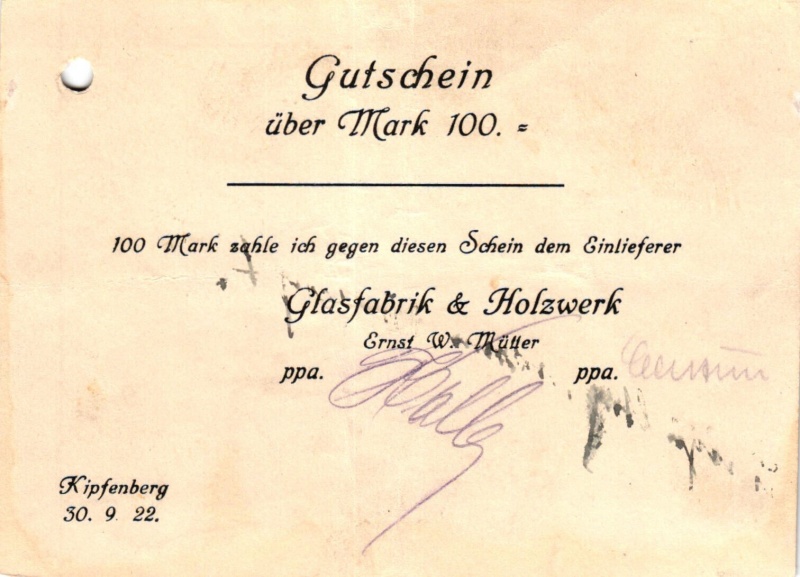 Gutschein
über Mark 100. =
100 Mark zahle ich gegen diesen Schein dem Einlieferer
Glasfabrik & Holzwerk
Ernst W. Müller
ppa. ppa.
Kipfenberg
30. 9 22.